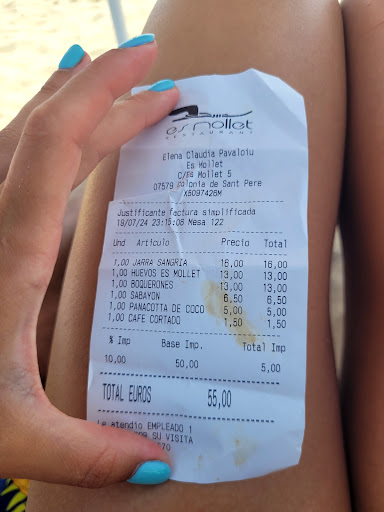 es mollet
RESTAURANT
Elena Claudia Pavaloiu
Es Mollet
C/Es Mollet 5
07579 Colonia de Sant Pere
X5097428M
Justificante factura simplificada
19/07/24 23:15:08 Mesa 122
Und Articulo Precio Total
1,00 JARRA SANGRIA 16,00 16,00
1,00 HUEVOS ES MOLLET 13,00 13,00
1,00 BOQUERONES 13,00 13,00
1,00 SABAYON 6,50 6,50
1,00 PANACOTTA DE COCO 5,00 5,00
1,00 CAFE CORTADO 1,50 1,50
% Imp Base Imp. Total Imp
10,00 50,00 5,00
TOTAL EUROS 55,00
Le atendio EMPLEADO 1
POR SU VISITA